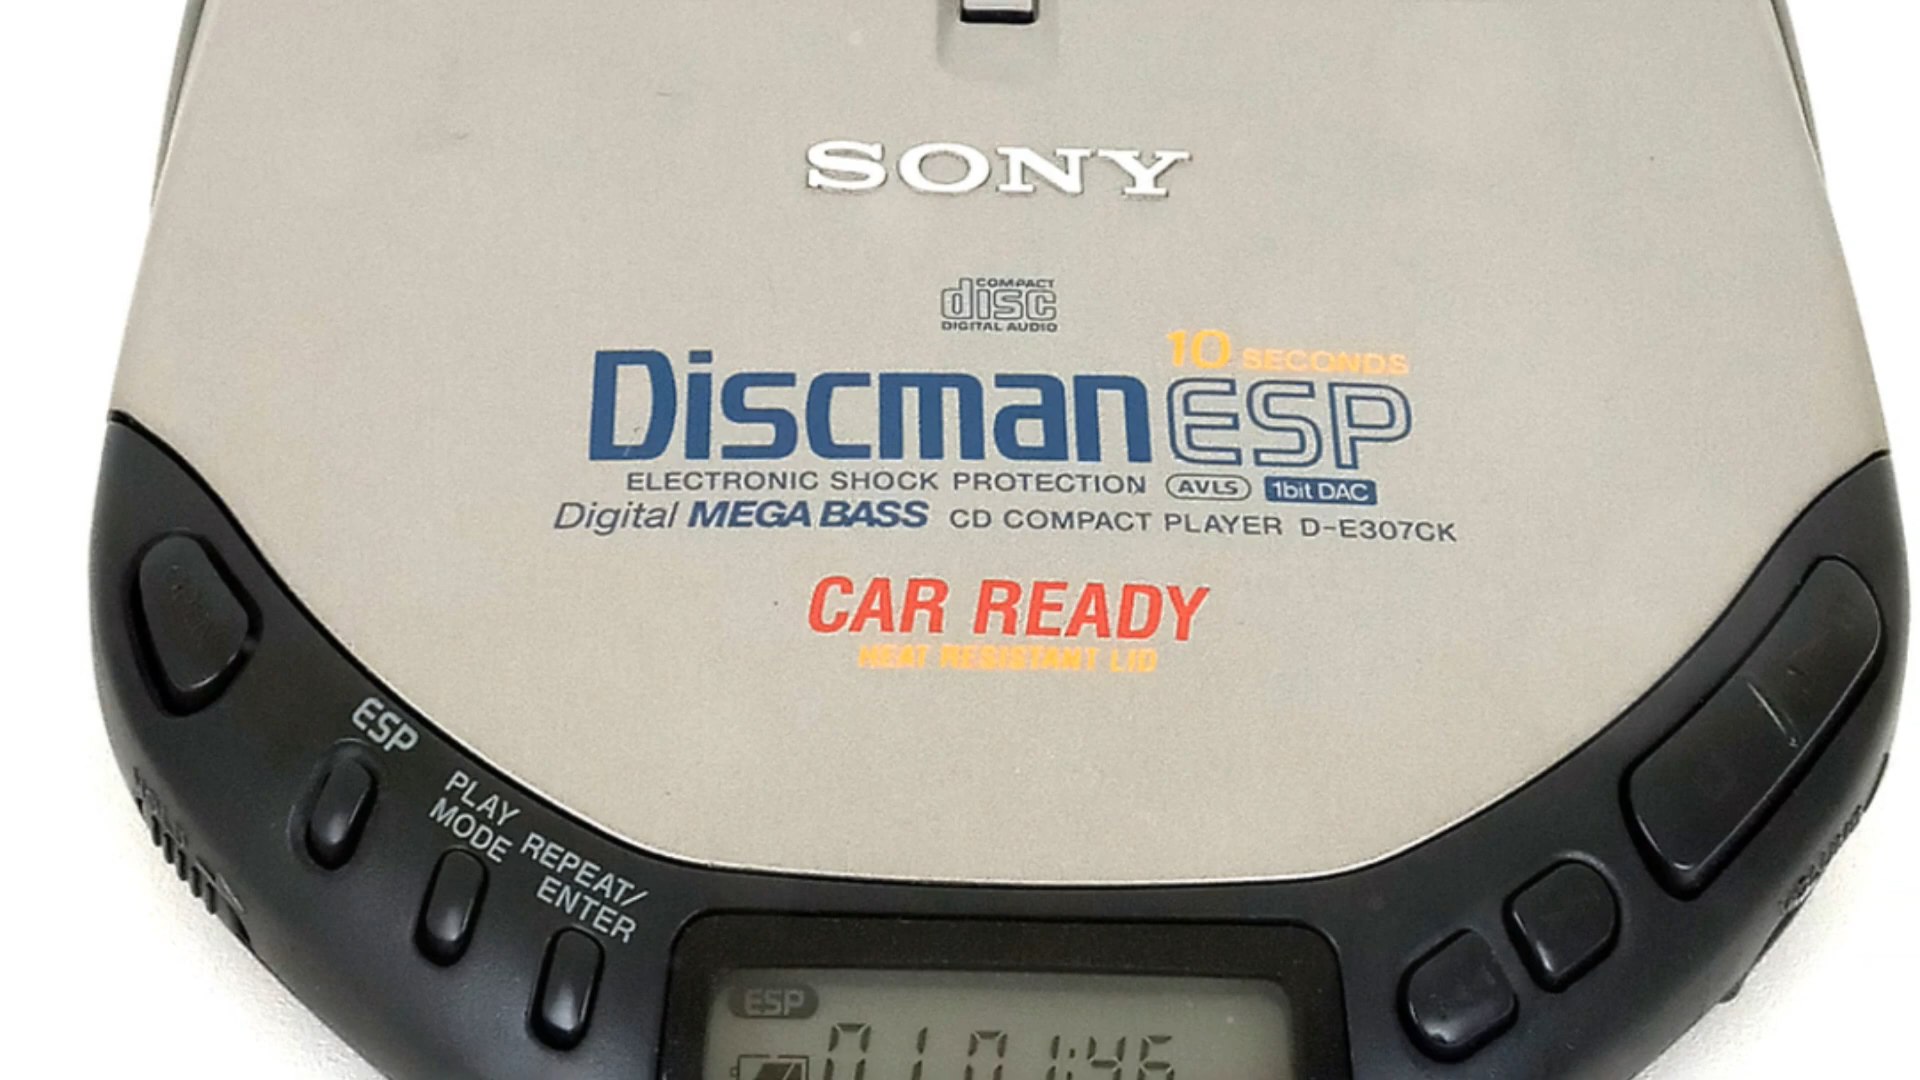 SONY
COMPACT
disc
DIGITAL AUDIO
10 SECONDS
Discman ESP
ELECTRONIC SHOCK PROTECTION AVLS 1bit DAC
Digital MEGA BASS CD COMPACT PLAYER D-E307CK
CAR READY
HEAT RESISTANT LID
ESP
PLAY
MODE
REPEAT/
ENTER
ESP
01 01:46